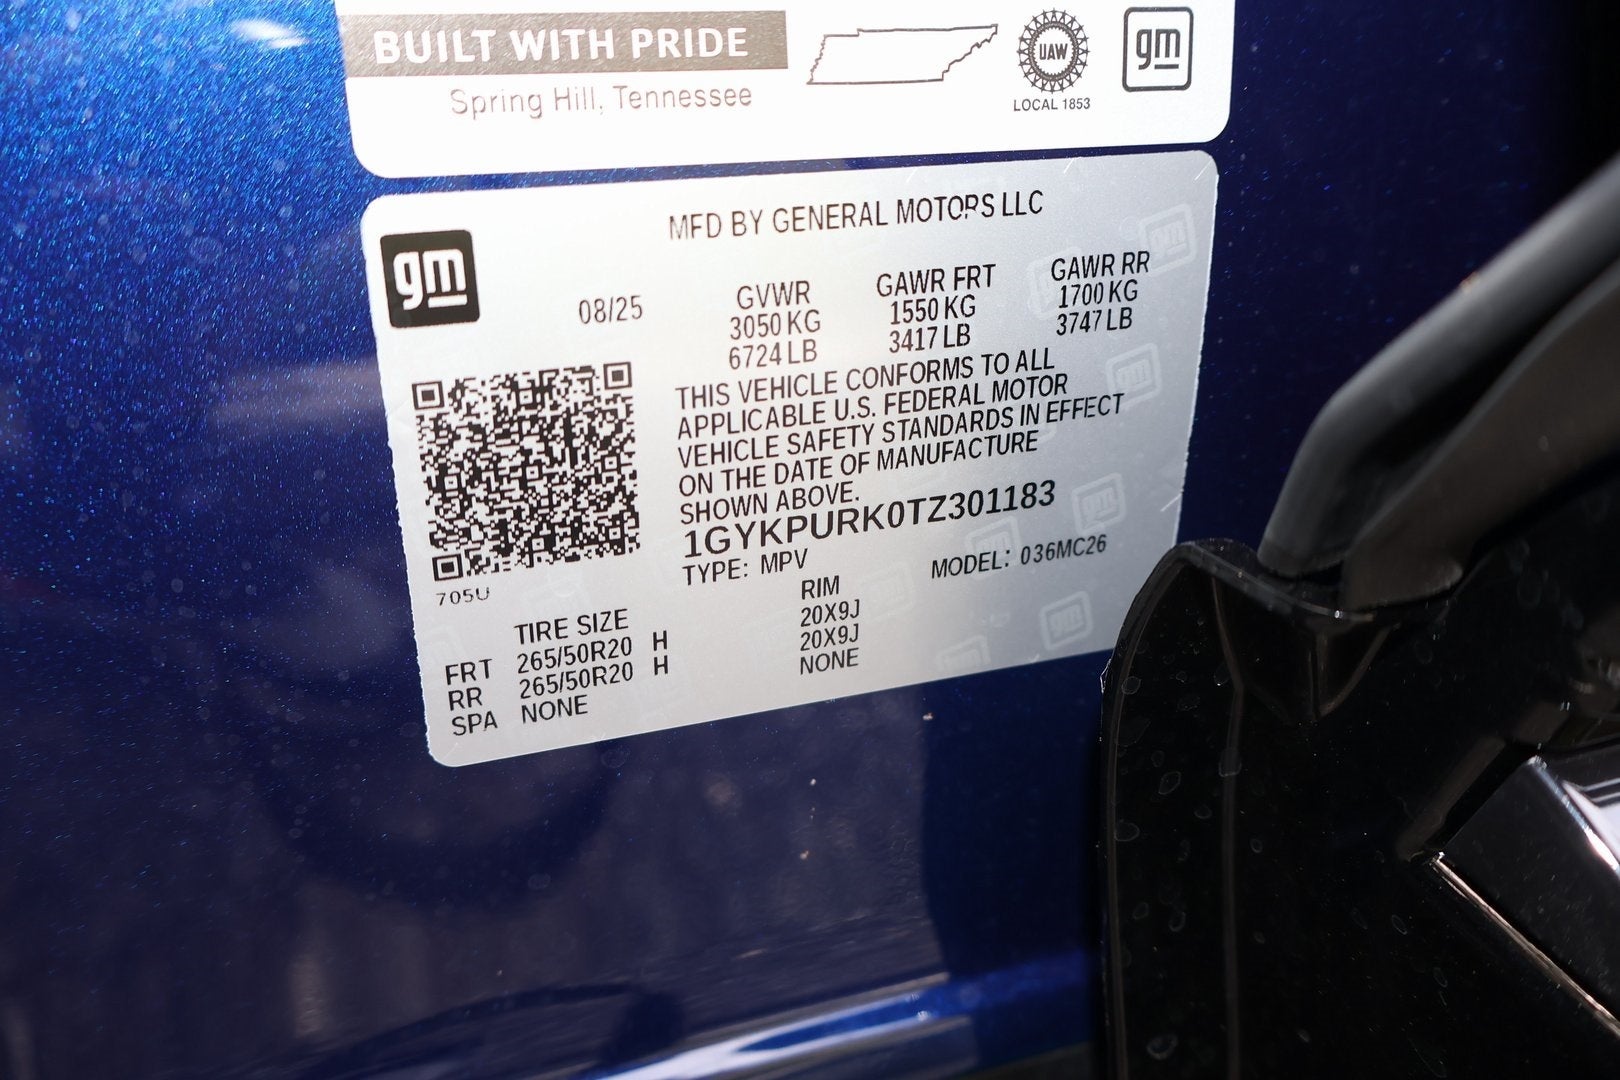 BUILT WITH PRIDE
Spring Hill, Tennessee
UAW
LOCAL 1853
gm
MFD BY GENERAL MOTORS LLC
gm
08/25
GVWR
3050 KG
6724 LB
GAWR FRT
1550 KG
3417 LB
GAWR RR
1700 KG
3747 LB
THIS VEHICLE CONFORMS TO ALL
APPLICABLE U.S. FEDERAL MOTOR
VEHICLE SAFETY STANDARDS IN EFFECT
ON THE DATE OF MANUFACTURE
SHOWN ABOVE.
1GYKPURK0TZ301183
TYPE: MPV
MODEL: 036MC26
705U
TIRE SIZE RIM
FRT 265/50R20 H 20X9J
RR 265/50R20 H 20X9J
SPA NONE NONE